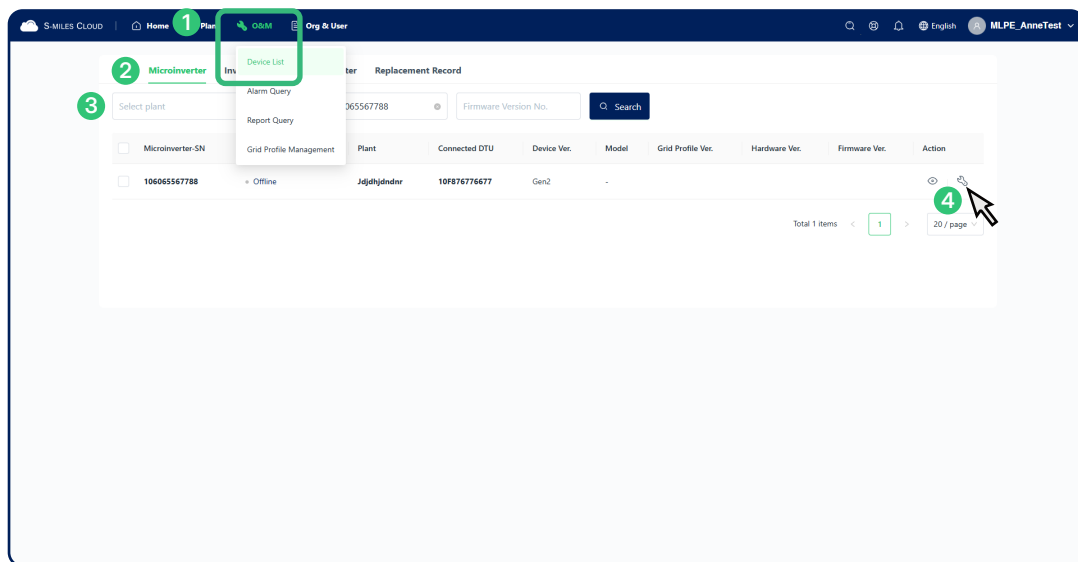 S-MILES CLOUD Home 1 Plan O&M Org & User English MLPE_AnneTest
2 Microinverter Inv ter Replacement Record
Device List
Alarm Query
Report Query
Grid Profile Management
3 Select plant 065567788 Firmware Version No. Search
Microinverter-SN Plant Connected DTU Device Ver. Model Grid Profile Ver. Hardware Ver. Firmware Ver. Action
106065567788 Offline Jdjdhjdndnr 10F876776677 Gen2 -
4
Total 1 items < 1 > 20 / page